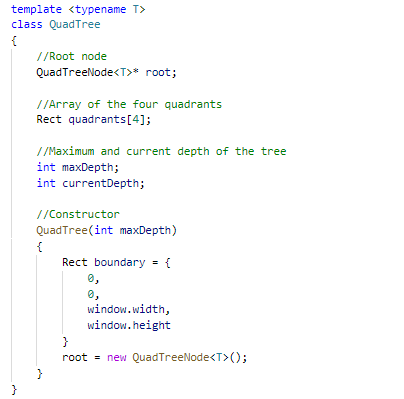 template <typename T>
class QuadTree
{
    //Root node
    QuadTreeNode<T>* root;

    //Array of the four quadrants
    Rect quadrants[4];

    //Maximum and current depth of the tree
    int maxDepth;
    int currentDepth;

    //Constructor
    QuadTree(int maxDepth)
    {
        Rect boundary = {
            0,
            0,
            window.width,
            window.height
        }
        root = new QuadTreeNode<T>();
    }
}